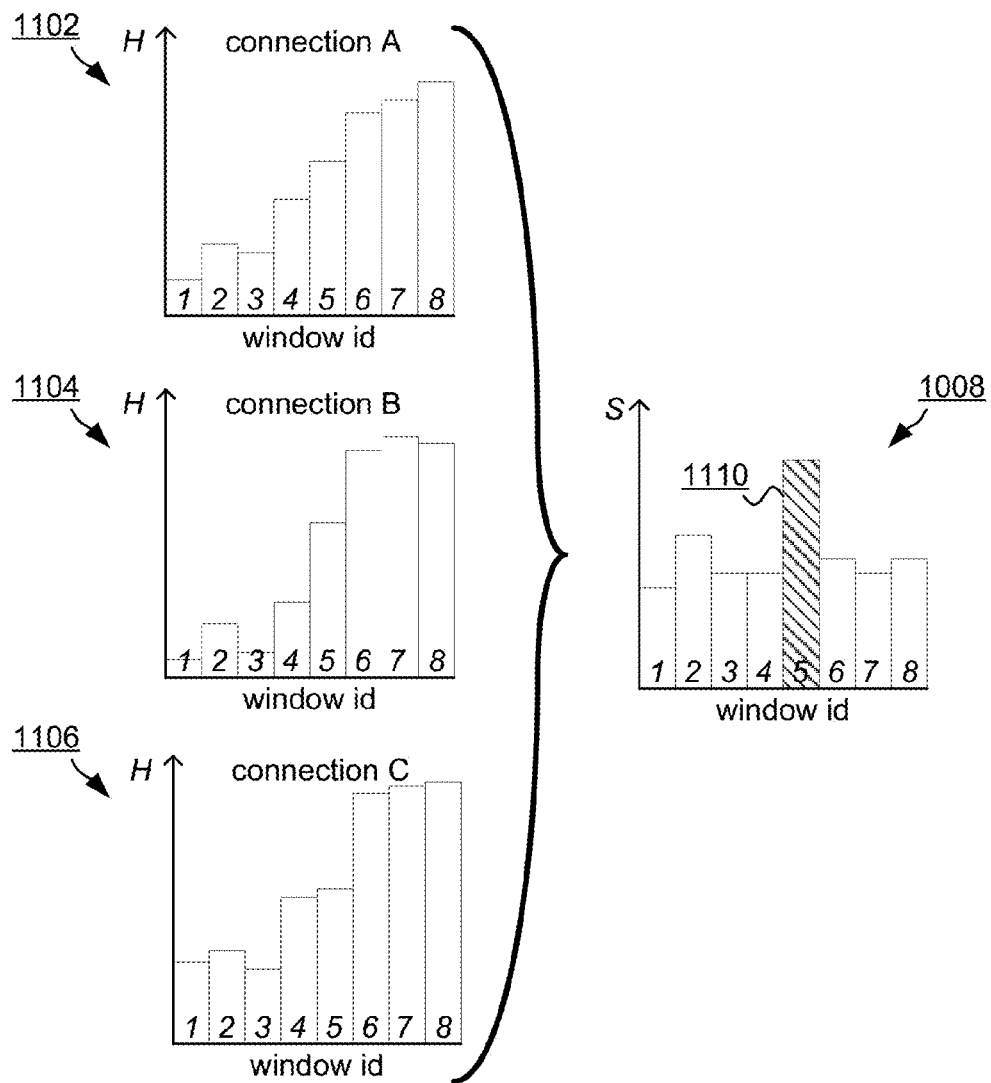 1102
H connection A
1 2 3 4 5 6 7 8
window id
1104
H connection B
1 2 3 4 5 6 7 8
window id
1106
H connection C
1 2 3 4 5 6 7 8
window id
S 1008
1110
1 2 3 4 5 6 7 8
window id